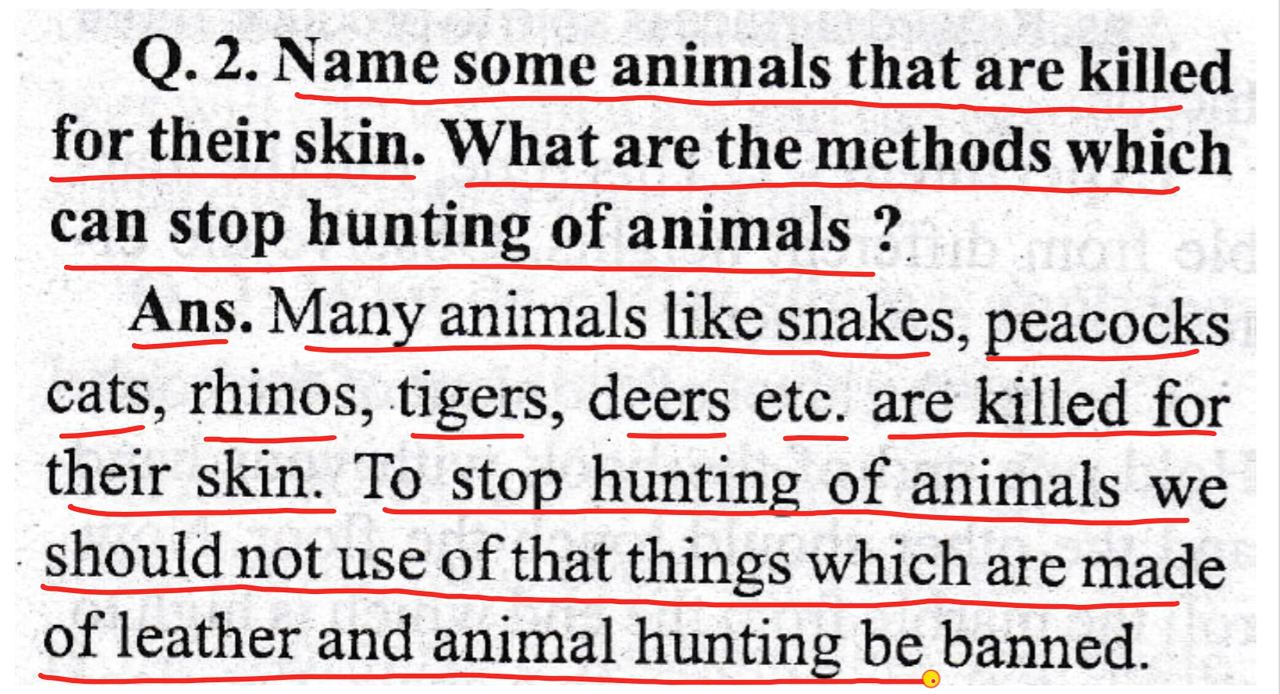 Q. 2. Name some animals that are killed
for their skin. What are the methods which
can stop hunting of animals ?
Ans. Many animals like snakes, peacocks
cats, rhinos, tigers, deers etc. are killed for
their skin. To stop hunting of animals we
should not use of that things which are made
of leather and animal hunting be banned.